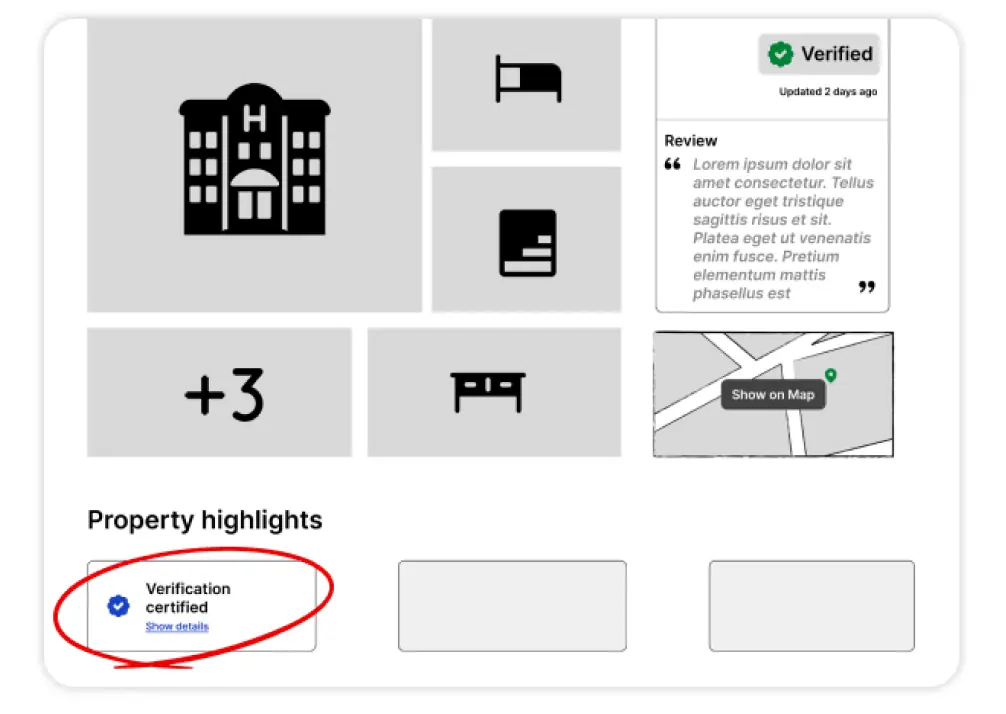 H
Verified
Updated 2 days ago
Review
“ Lorem ipsum dolor sit
amet consectetur. Tellus
auctor eget tristique
sagittis risus et sit.
Platea eget ut venenatis
enim fusce. Pretium
elementum mattis
phasellus est ”
+3
Show on Map
Property highlights
Verification
certified
Show details